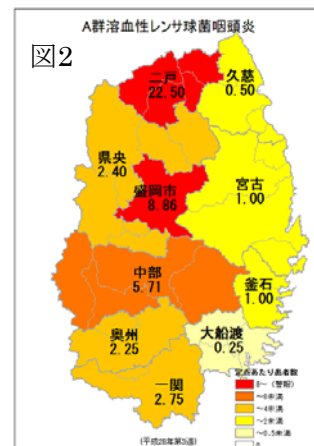 A群溶血性レンサ球菌咽頭炎
図2
二戸
22.50
久慈
0.50
県央
2.40
盛岡市
8.86
宮古
1.00
中部
5.71
釜石
1.00
奥州
2.25
大船渡
0.25
一関
2.75
定点あたり患者数
8~ (警報)
~8未満
~4未満
~2未満
~0.5未満
0
(平成28年第3週)